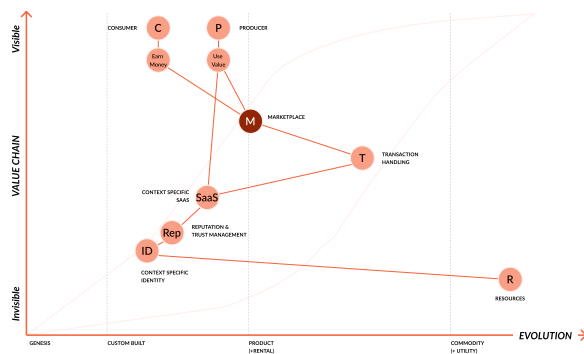 Visible
CONSUMER
C
P
PRODUCER
Earn
Money
Use
Value
M
MARKETPLACE
VALUE CHAIN
T
TRANSACTION
HANDLING
CONTEXT SPECIFIC
SAAS
SaaS
Rep
REPUTATION &
TRUST MANAGEMENT
ID
CONTEXT SPECIFIC
IDENTITY
R
RESOURCES
Invisible
EVOLUTION
GENESIS
CUSTOM BUILT
PRODUCT
(+RENTAL)
COMMODITY
(+ UTILITY)